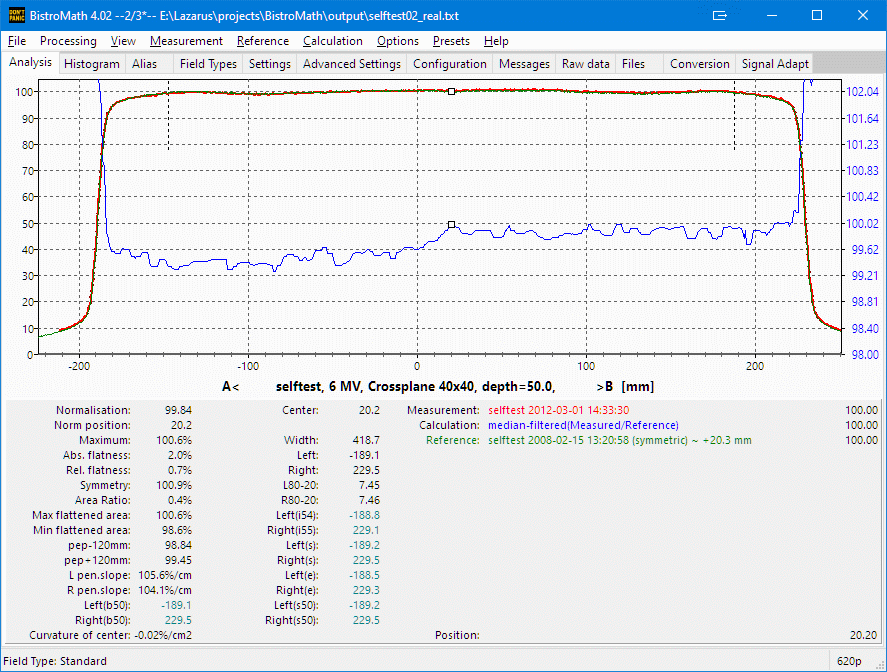 DON'T PANIC BistroMath 4.02 --2/3*-- E:\Lazarus\projects\BistroMath\output\selftest02_real.txt
File Processing View Measurement Reference Calculation Options Presets Help
Analysis Histogram Alias Field Types Settings Advanced Settings Configuration Messages Raw data Files Conversion Signal Adapt
100 102.04
90 101.64
80 101.23
70 100.83
60 100.42
50 100.02
40 99.62
30 99.21
20 98.81
10 98.40
0 98.00
-200 -100 0 100 200
A< selftest, 6 MV, Crossplane 40x40, depth=50.0, >B [mm]
Normalisation: 99.84 Center: 20.2 Measurement: selftest 2012-03-01 14:33:30 100.00
Norm position: 20.2 Calculation: median-filtered(Measured/Reference) 100.00
Maximum: 100.6% Width: 418.7 Reference: selftest 2008-02-15 13:20:58 (symmetric) ~ +20.3 mm 100.00
Abs. flatness: 2.0% Left: -189.1
Rel. flatness: 0.7% Right: 229.5
Symmetry: 100.9% L80-20: 7.45
Area Ratio: 0.4% R80-20: 7.46
Max flattened area: 100.6% Left(i54): -188.8
Min flattened area: 98.6% Right(i55): 229.1
pep-120mm: 98.84 Left(s): -189.2
pep+120mm: 99.45 Right(s): 229.5
L pen.slope: 105.6%/cm Left(e): -188.5
R pen.slope: 104.1%/cm Right(e): 229.3
Left(b50): -189.1 Left(s50): -189.2
Right(b50): 229.5 Right(s50): 229.5
Curvature of center: -0.02%/cm2 Position: 20.20
Field Type: Standard 620p